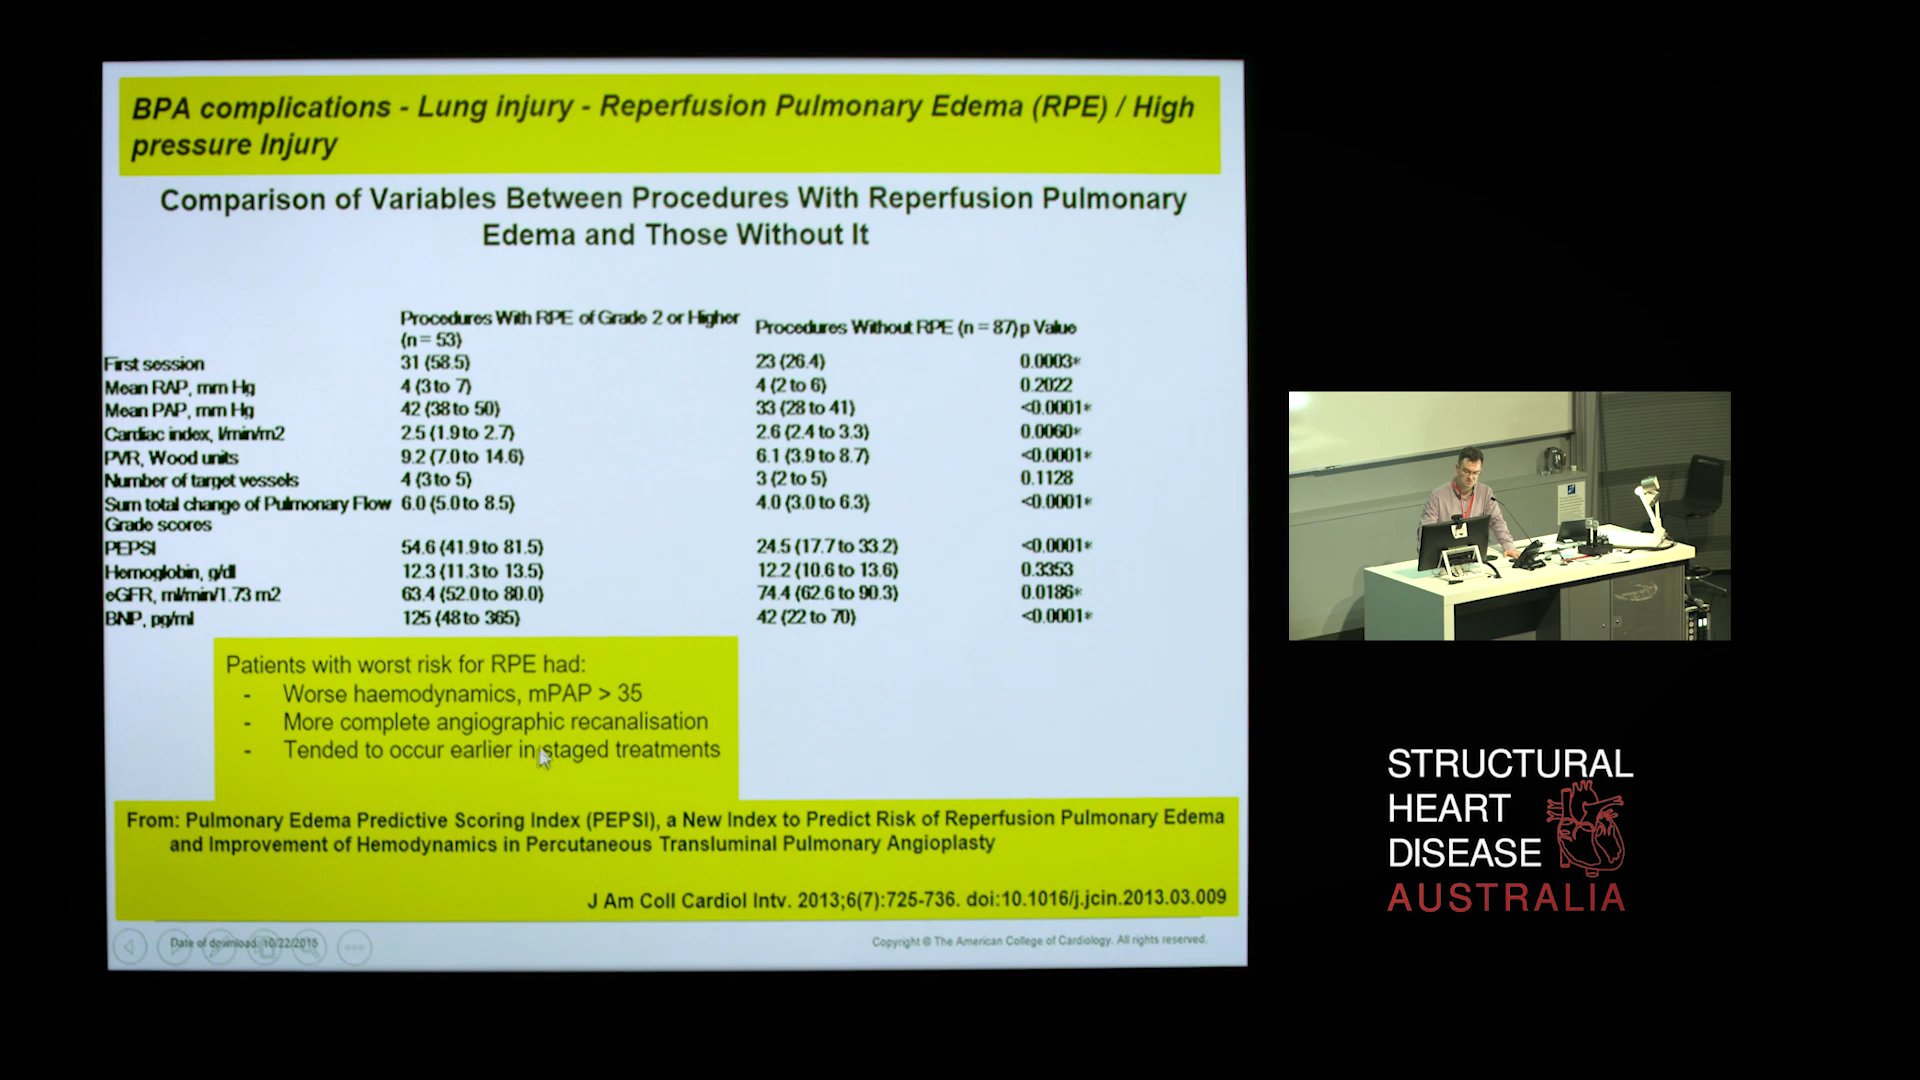 BPA complications - Lung injury - Reperfusion Pulmonary Edema (RPE) / High
pressure Injury
Comparison of Variables Between Procedures With Reperfusion Pulmonary
Edema and Those Without It
Procedures With RPE of Grade 2 or Higher (n = 53) Procedures Without RPE (n = 87) p Value
First session 31 (58.5) 23 (26.4) 0.0003*
Mean RAP, mm Hg 4 (3 to 7) 4 (2 to 6) 0.2022
Mean PAP, mm Hg 42 (38 to 50) 33 (28 to 41) <0.0001*
Cardiac index, l/min/m2 2.5 (1.9 to 2.7) 2.6 (2.4 to 3.3) 0.0060*
PVR, Wood units 9.2 (7.0 to 14.6) 6.1 (3.9 to 8.7) <0.0001*
Number of target vessels 4 (3 to 5) 3 (2 to 5) 0.1128
Sum total change of Pulmonary Flow 6.0 (5.0 to 8.5) 4.0 (3.0 to 6.3) <0.0001*
Grade scores
PEPSI 54.6 (41.9 to 81.5) 24.5 (17.7 to 33.2) <0.0001*
Hemoglobin, g/dl 12.3 (11.3 to 13.5) 12.2 (10.6 to 13.6) 0.3353
eGFR, ml/min/1.73 m2 63.4 (52.0 to 80.0) 74.4 (62.6 to 90.3) 0.0186*
BNP, pg/ml 125 (48 to 365) 42 (22 to 70) <0.0001*
Patients with worst risk for RPE had:
- Worse haemodynamics, mPAP > 35
- More complete angiographic recanalisation
- Tended to occur earlier in staged treatments
From: Pulmonary Edema Predictive Scoring Index (PEPSI), a New Index to Predict Risk of Reperfusion Pulmonary Edema
and Improvement of Hemodynamics in Percutaneous Transluminal Pulmonary Angioplasty
J Am Coll Cardiol Intv. 2013;6(7):725-736. doi:10.1016/j.jcin.2013.03.009
Date of download: 10/22/2015
Copyright © The American College of Cardiology. All rights reserved.
STRUCTURAL
HEART
DISEASE
AUSTRALIA